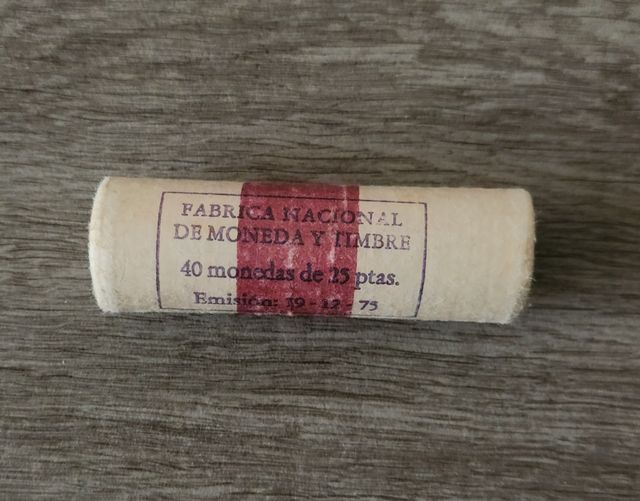 FABRICA NACIONAL
DE MONEDA Y TIMBRE
40 monedas de 25 ptas.
Emisión: 19 - 12 - 75